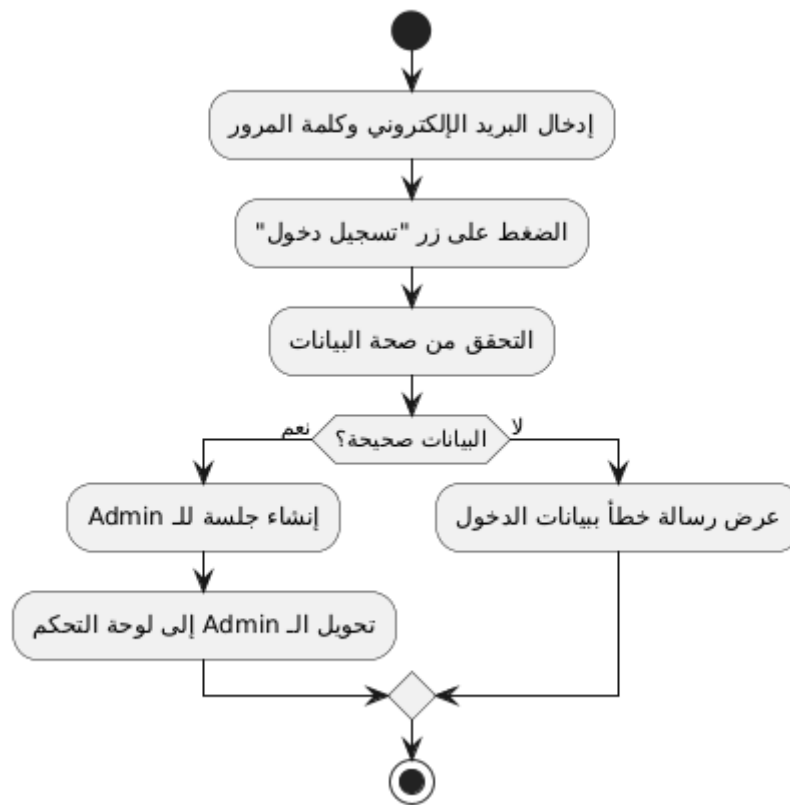 إدخال البريد الإلكتروني وكلمة المرور
الضغط على زر "تسجيل دخول"
التحقق من صحة البيانات
البيانات صحيحة؟
نعم
لا
إنشاء جلسة للـ Admin
عرض رسالة خطأ ببيانات الدخول
تحويل الـ Admin إلى لوحة التحكم